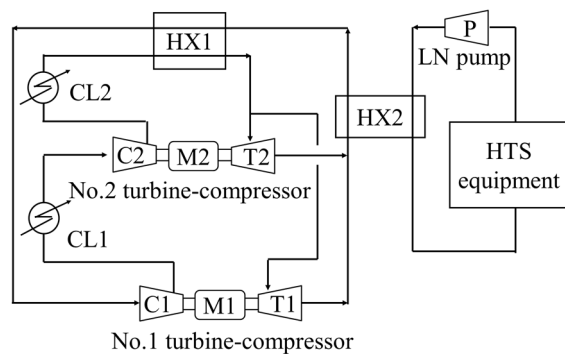 HX1
P
LN pump
CL2
HX2
C2
M2
T2
HTS
equipment
No.2 turbine-compressor
CL1
C1
M1
T1
No.1 turbine-compressor